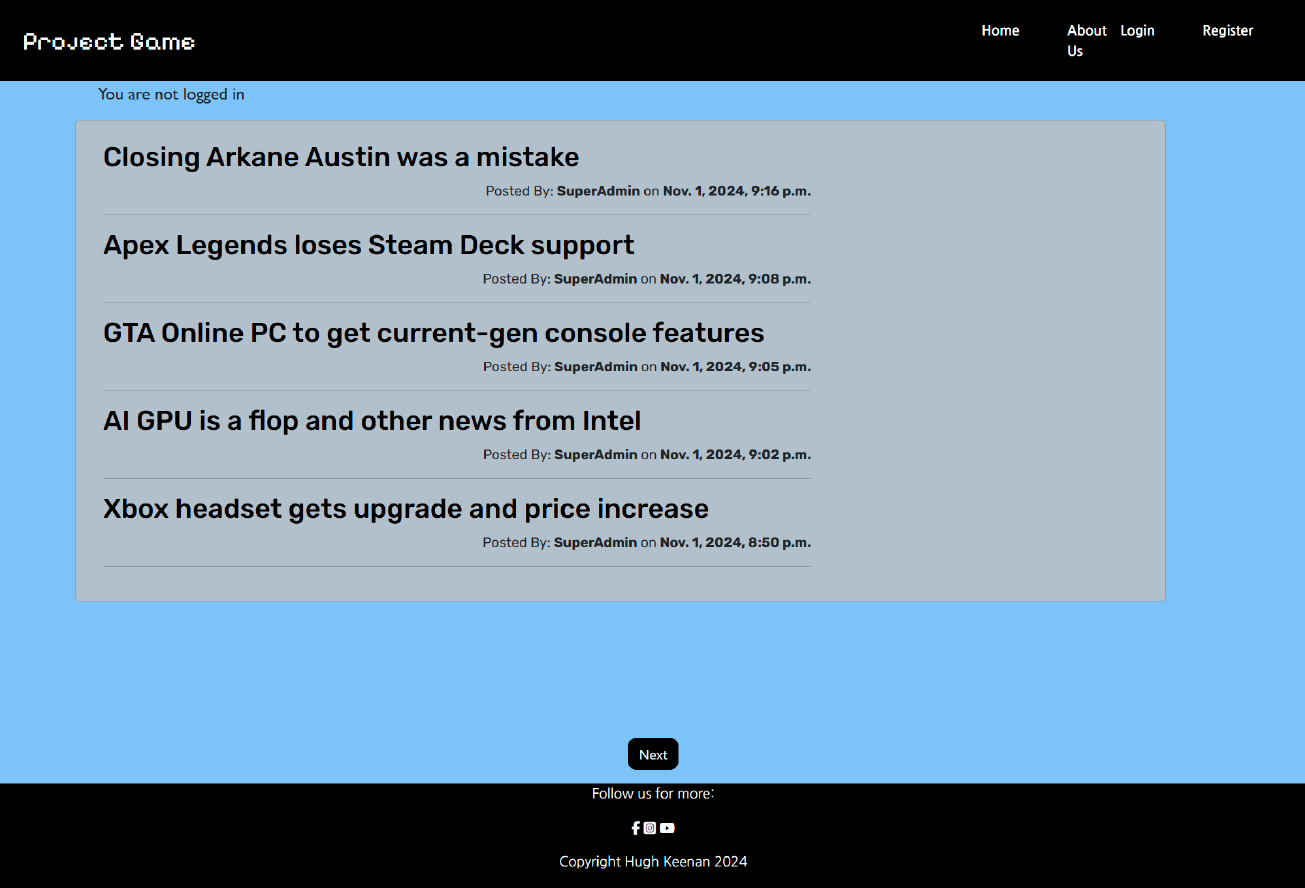 Project Game
Home
About
Us
Login
Register
You are not logged in
Closing Arkane Austin was a mistake
Posted By: SuperAdmin on Nov. 1, 2024, 9:16 p.m.
Apex Legends loses Steam Deck support
Posted By: SuperAdmin on Nov. 1, 2024, 9:08 p.m.
GTA Online PC to get current-gen console features
Posted By: SuperAdmin on Nov. 1, 2024, 9:05 p.m.
AI GPU is a flop and other news from Intel
Posted By: SuperAdmin on Nov. 1, 2024, 9:02 p.m.
Xbox headset gets upgrade and price increase
Posted By: SuperAdmin on Nov. 1, 2024, 8:50 p.m.
Next
Follow us for more:
Copyright Hugh Keenan 2024